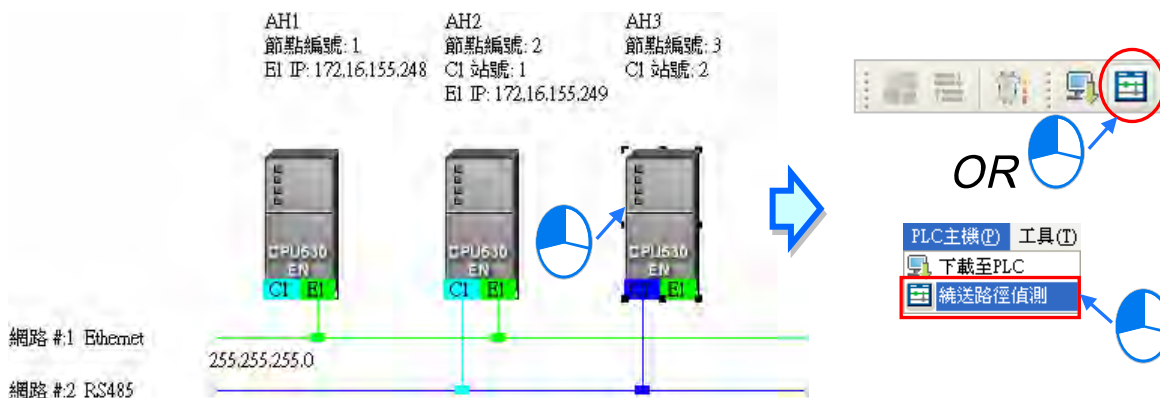 AH1
節點編號: 1
E1 IP: 172.16.155.248
AH2
節點編號: 2
C1 站號: 1
E1 IP: 172.16.155.249
AH3
節點編號: 3
C1 站號: 2
CPU530
EN
C1 E1
CPU530
EN
C1 E1
CPU530
EN
C1 E1
網路 #:1 Ethernet
255.255.255.0
網路 #:2 RS485
OR
PLC主機(P) 工具(T)
下載至PLC
繞送路徑偵測